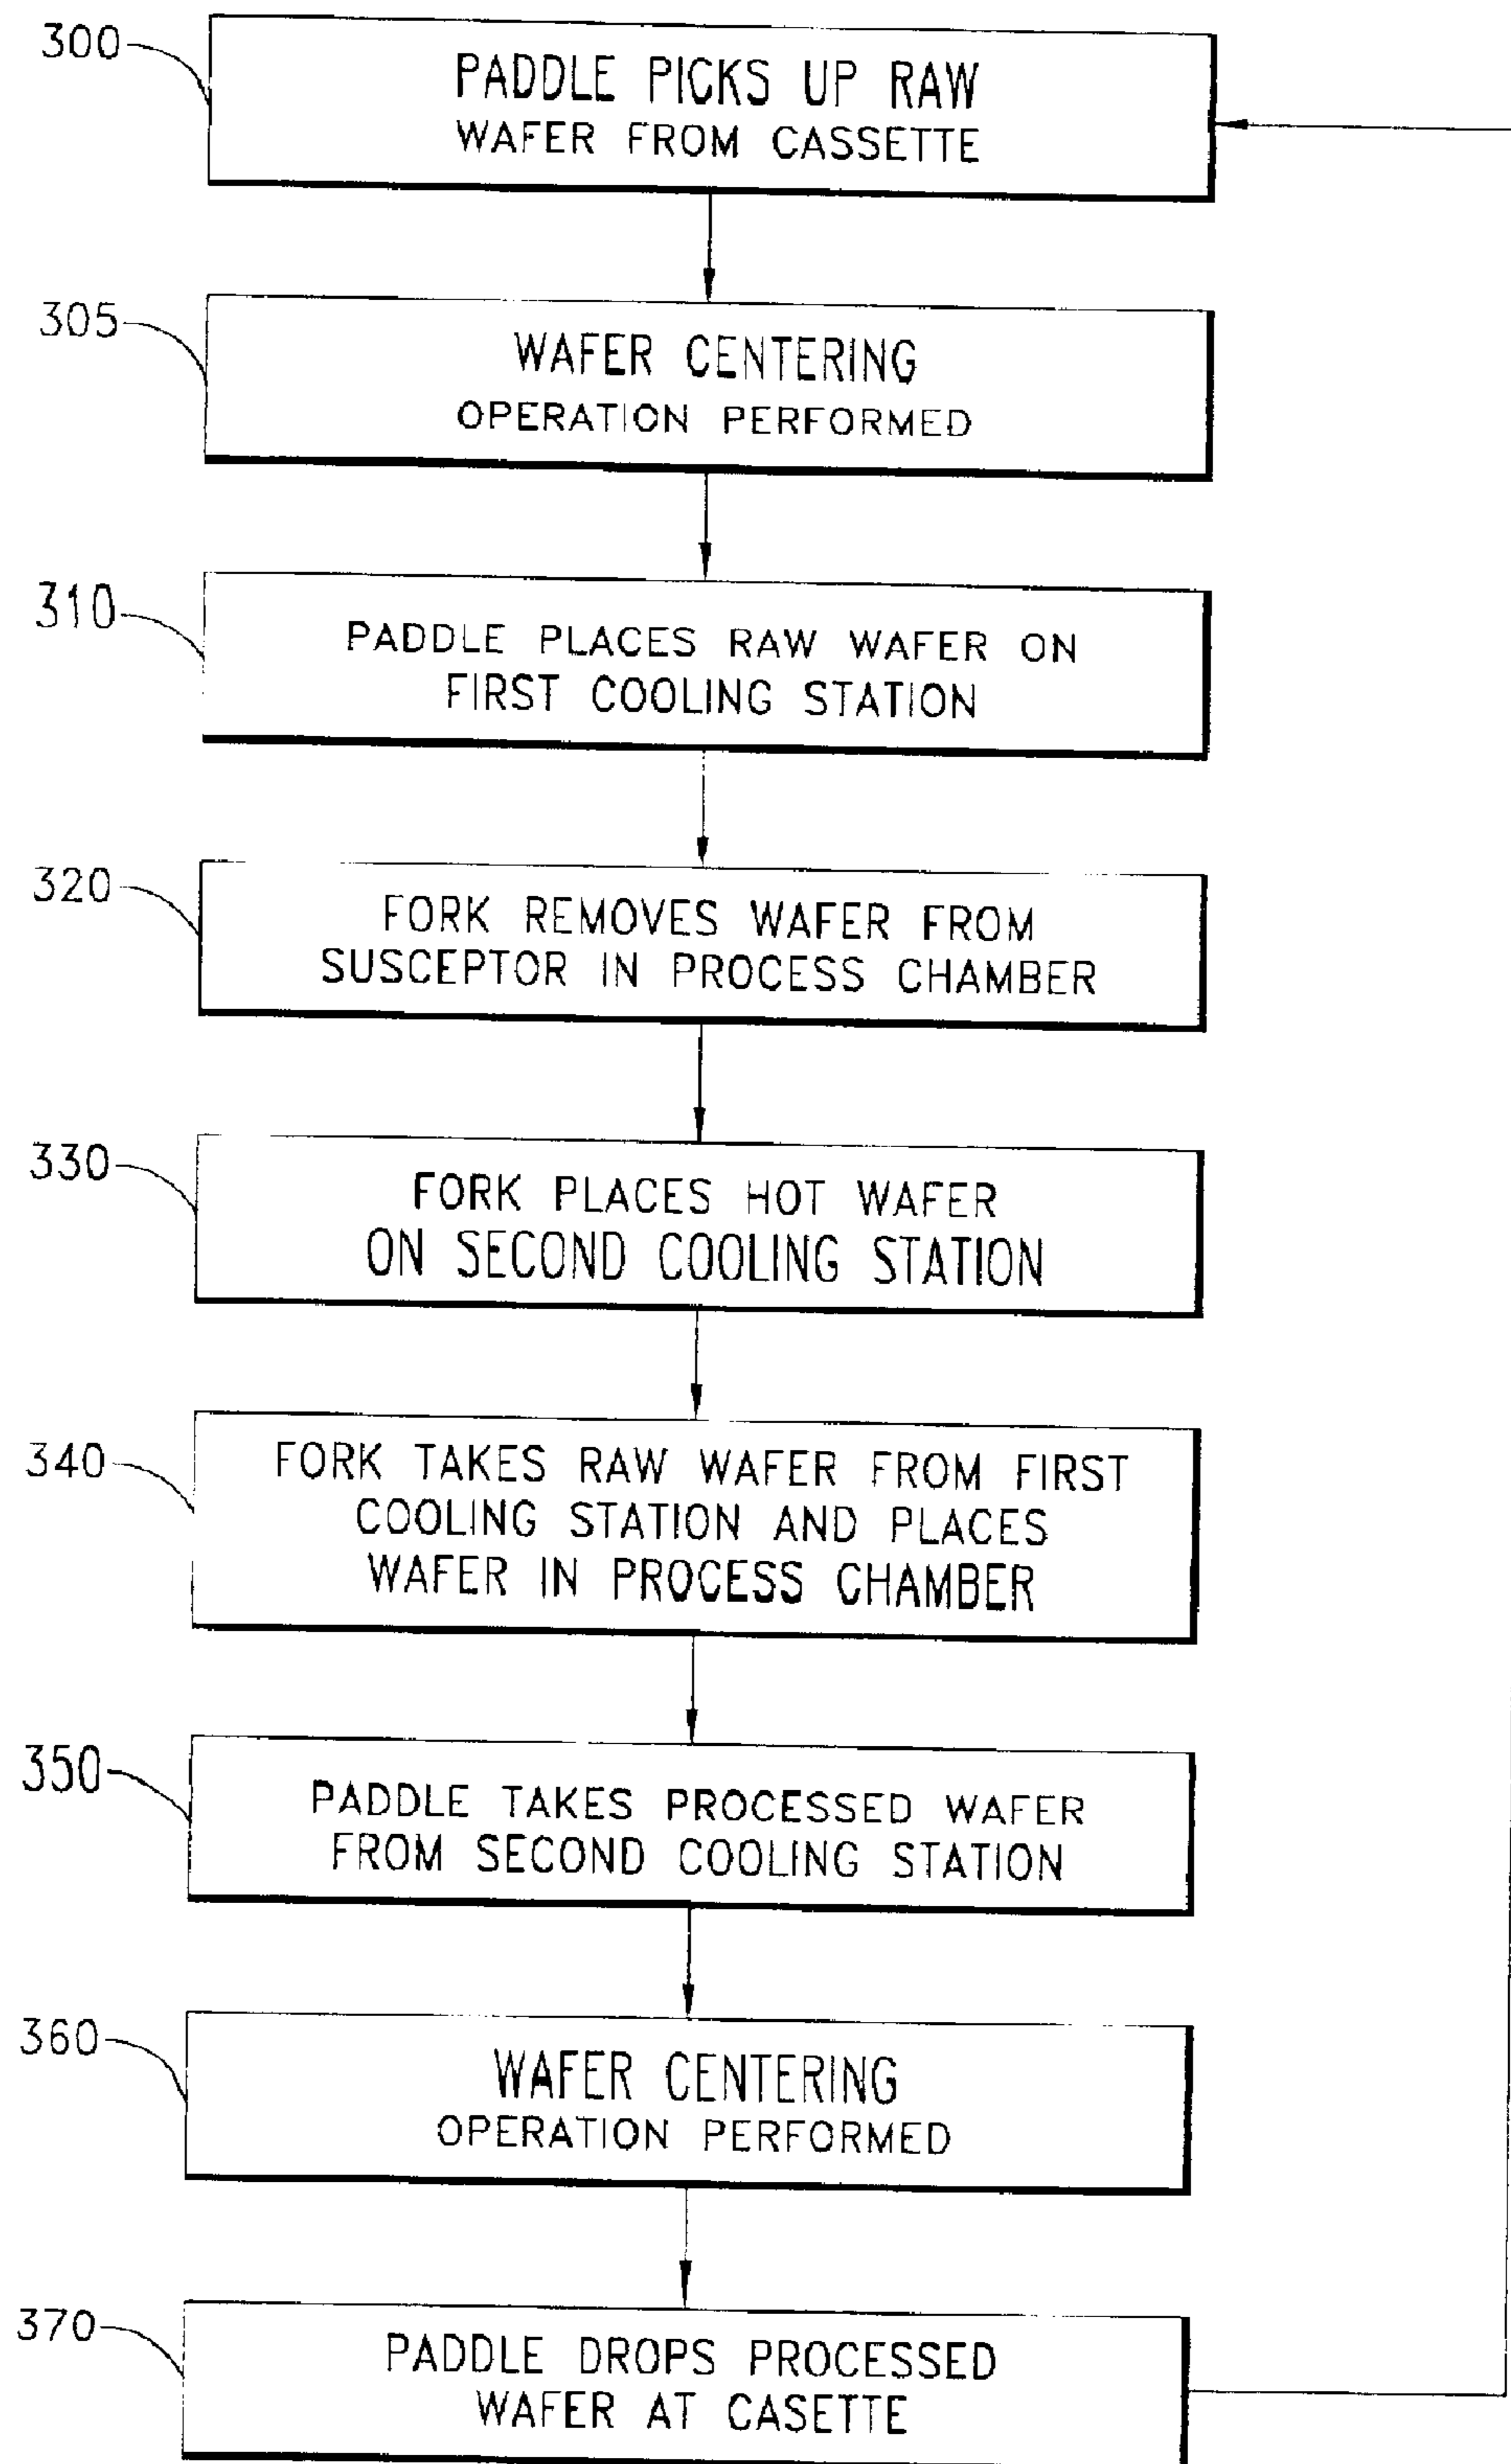 300
PADDLE PICKS UP RAW
WAFER FROM CASSETTE
305
WAFER CENTERING
OPERATION PERFORMED
310
PADDLE PLACES RAW WAFER ON
FIRST COOLING STATION
320
FORK REMOVES WAFER FROM
SUSCEPTOR IN PROCESS CHAMBER
330
FORK PLACES HOT WAFER
ON SECOND COOLING STATION
340
FORK TAKES RAW WAFER FROM FIRST
COOLING STATION AND PLACES
WAFER IN PROCESS CHAMBER
350
PADDLE TAKES PROCESSED WAFER
FROM SECOND COOLING STATION
360
WAFER CENTERING
OPERATION PERFORMED
370
PADDLE DROPS PROCESSED
WAFER AT CASETTE